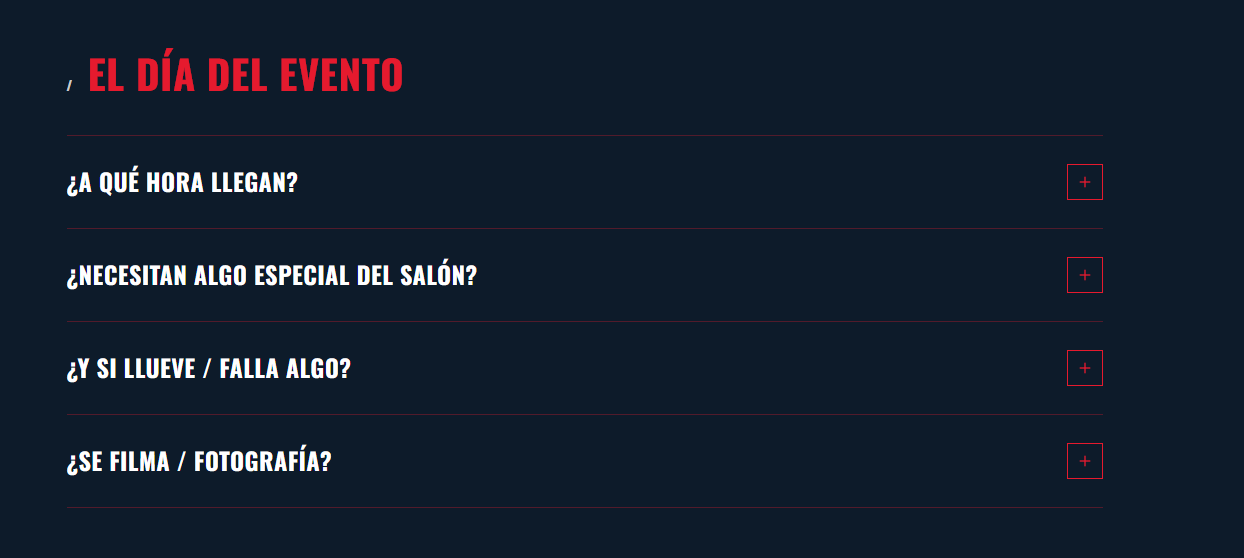 / EL DÍA DEL EVENTO
¿A QUÉ HORA LLEGAN?
+
¿NECESITAN ALGO ESPECIAL DEL SALÓN?
+
¿Y SI LLUEVE / FALLA ALGO?
+
¿SE FILMA / FOTOGRAFÍA?
+